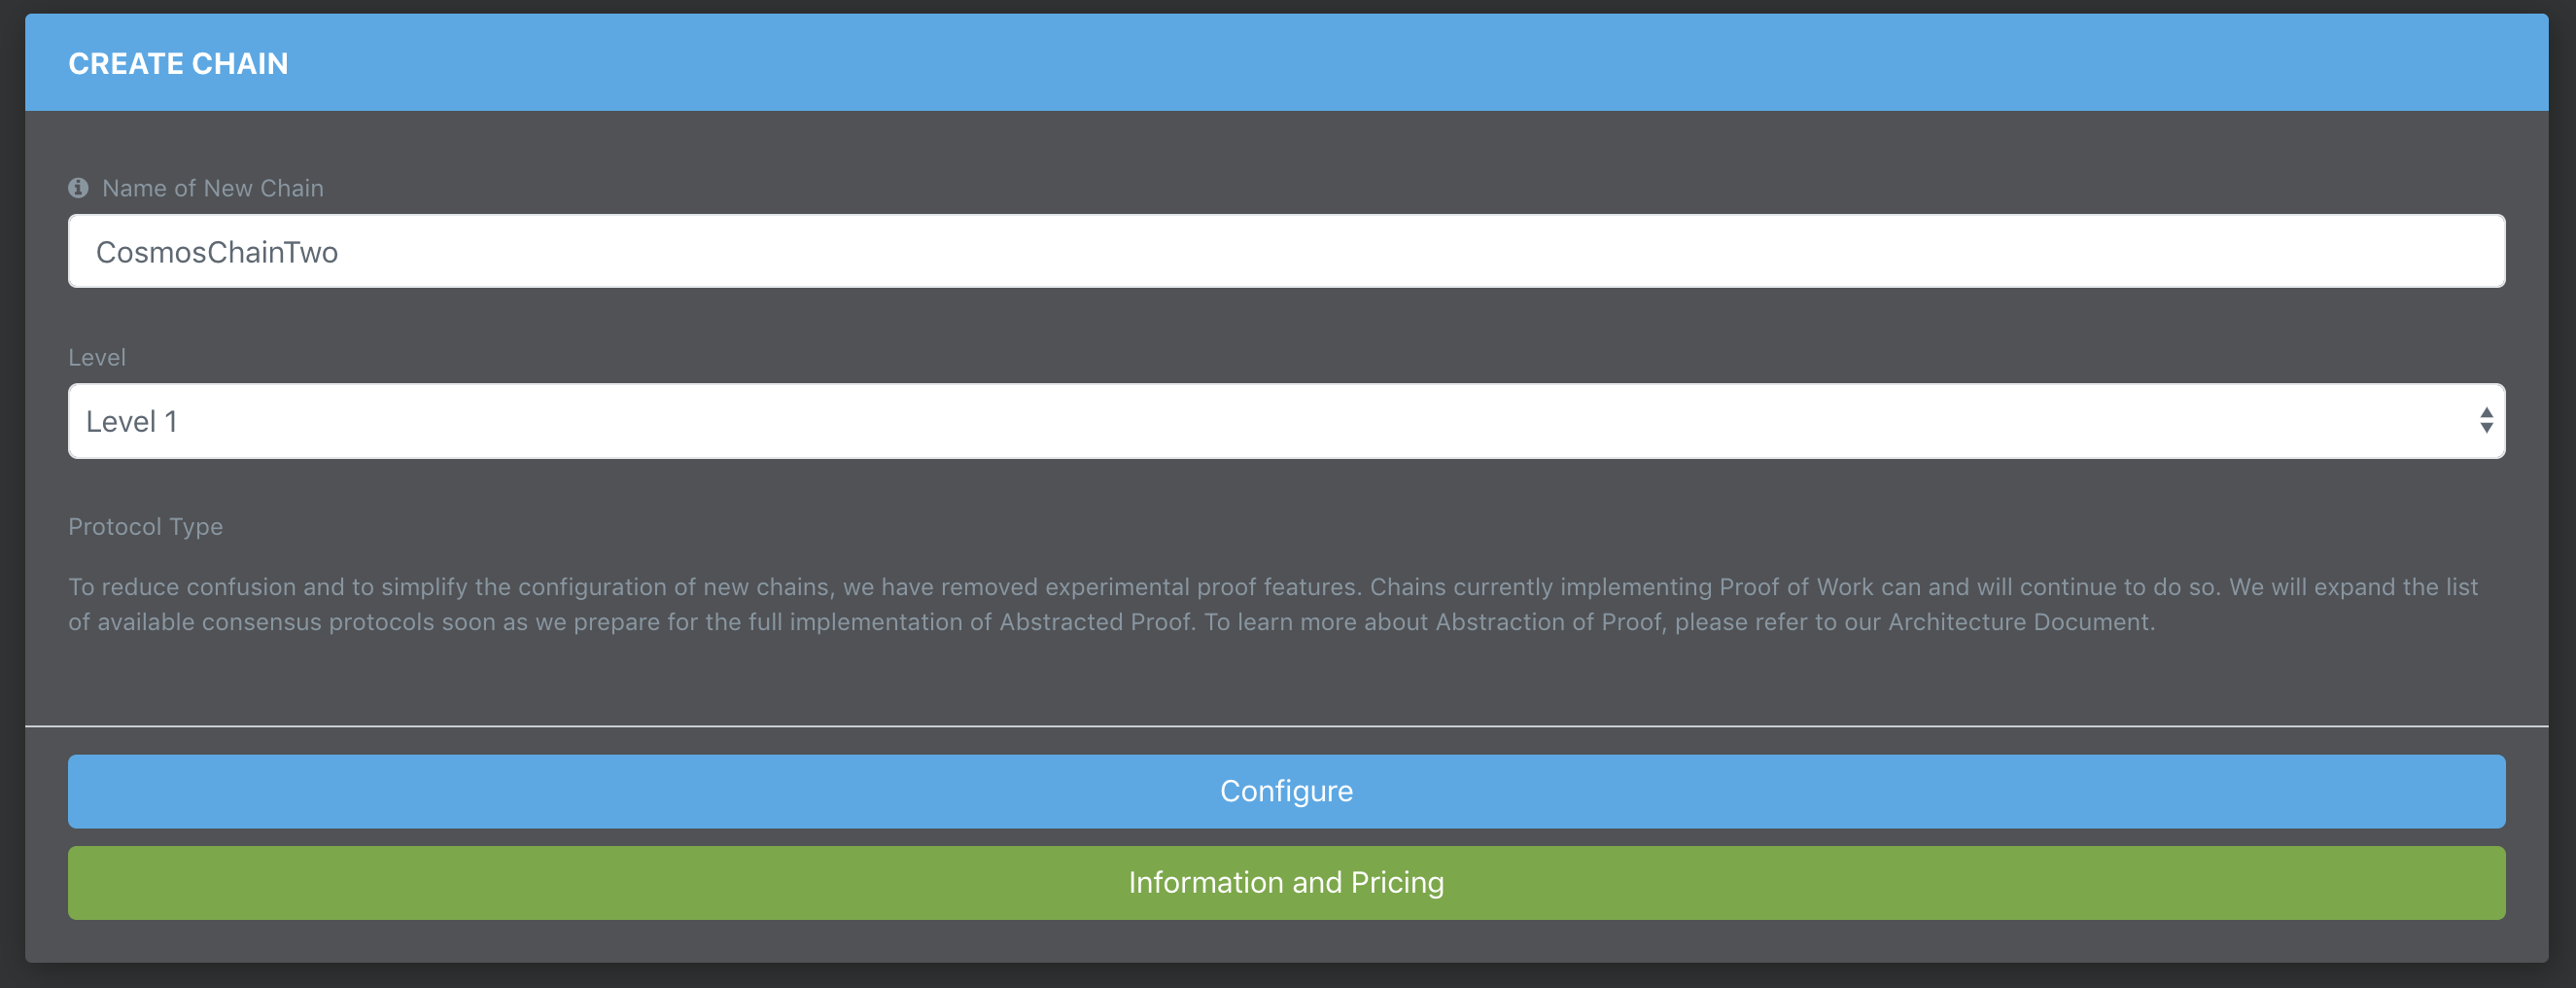 CREATE CHAIN
Name of New Chain
CosmosChainTwo
Level
Level 1
Protocol Type
To reduce confusion and to simplify the configuration of new chains, we have removed experimental proof features. Chains currently implementing Proof of Work can and will continue to do so. We will expand the list
of available consensus protocols soon as we prepare for the full implementation of Abstracted Proof. To learn more about Abstraction of Proof, please refer to our Architecture Document.
Configure
Information and Pricing